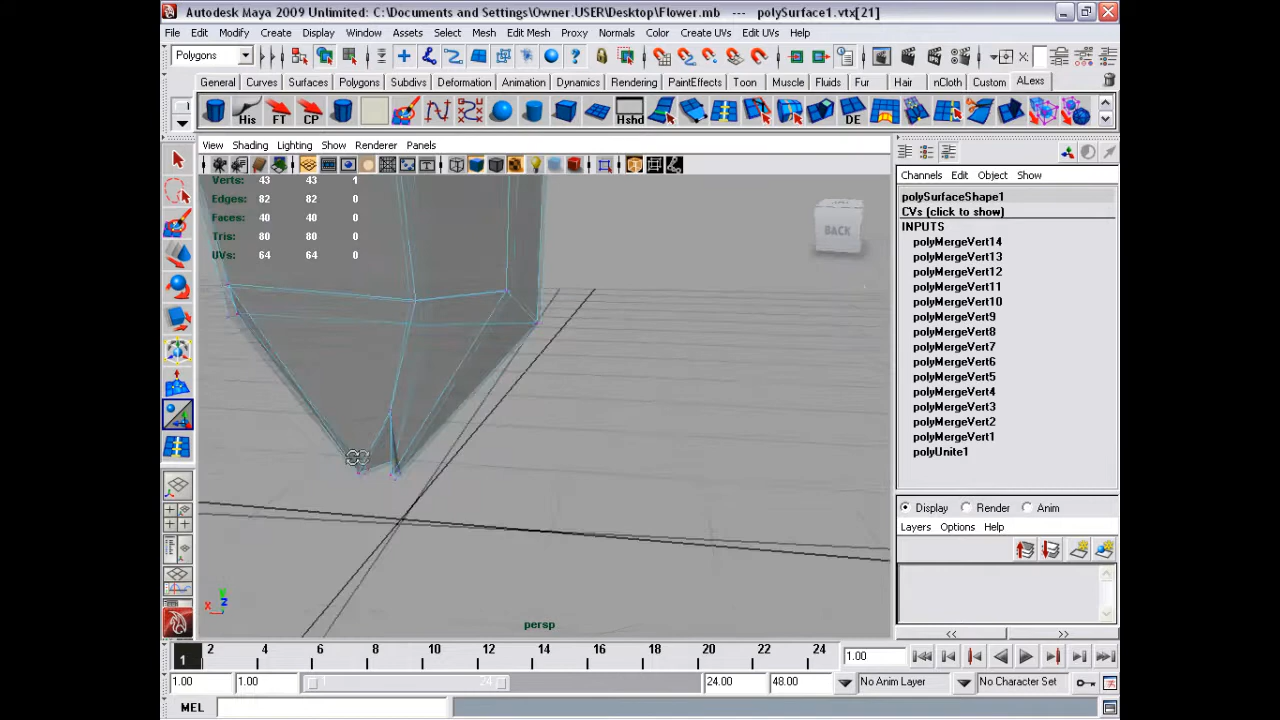 Autodesk Maya 2009 Unlimited: C:\Documents and Settings\Owner.USER\Desktop\Flower.mb --- polySurface1.vtx[21]
File Edit Modify Create Display Window Assets Select Mesh Edit Mesh Proxy Normals Color Create UVs Edit UVs Help
Polygons
General Curves Surfaces Polygons Subdivs Deformation Animation Dynamics Rendering PaintEffects Toon Muscle Fluids Fur Hair nCloth Custom ALexs
His FT CP Hshd DE
View Shading Lighting Show Renderer Panels
Verts: 43 43 1
Edges: 82 82 0
Faces: 40 40 0
Tris: 80 80 0
UVs: 64 64 0
BACK
persp
Channels Edit Object Show
polySurfaceShape1
CVs (click to show)
INPUTS
polyMergeVert14
polyMergeVert13
polyMergeVert12
polyMergeVert11
polyMergeVert10
polyMergeVert9
polyMergeVert8
polyMergeVert7
polyMergeVert6
polyMergeVert5
polyMergeVert4
polyMergeVert3
polyMergeVert2
polyMergeVert1
polyUnite1
Display Render Anim
Layers Options Help
<< >>
1 2 4 6 8 10 12 14 16 18 20 22 24 1.00
1.00 1.00 1 24 24.00 48.00 No Anim Layer No Character Set
MEL